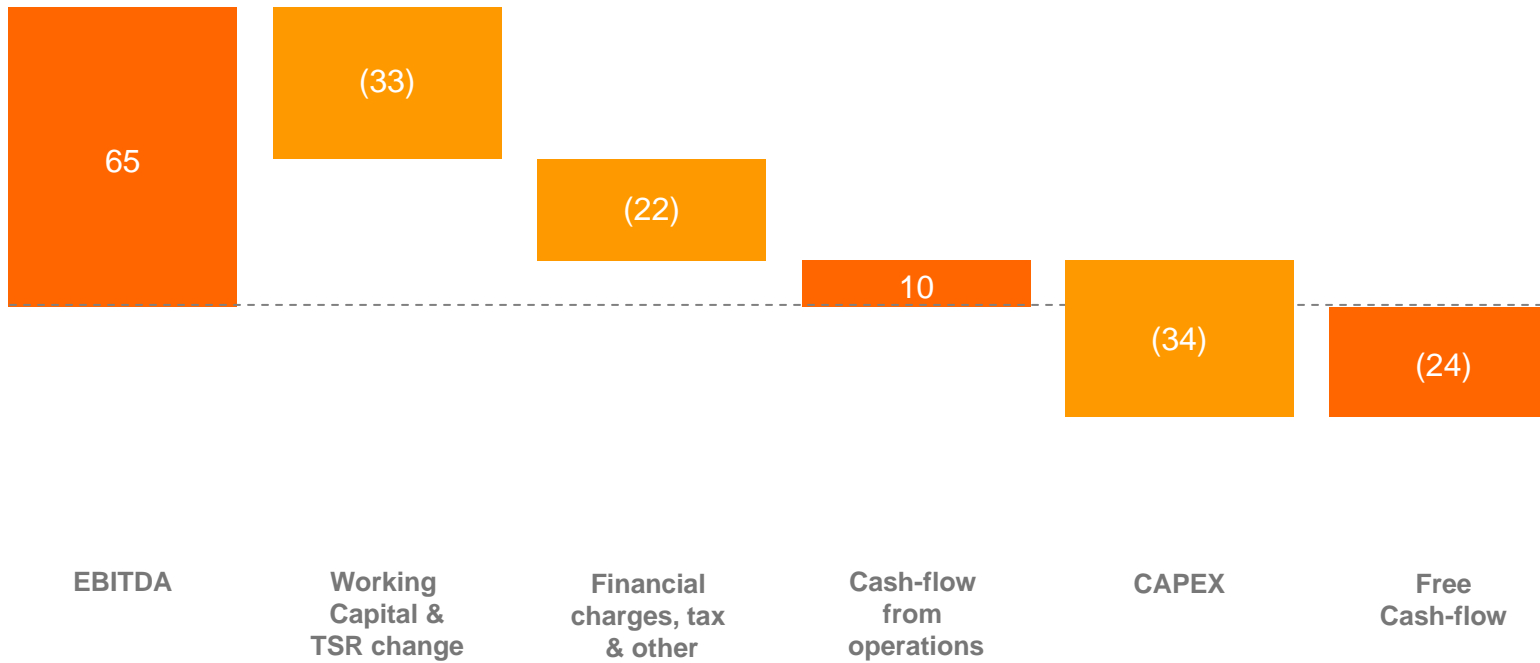 65
(33)
(22)
10
(34)
(24)
EBITDA
Working
Capital &
TSR change
Financial
charges, tax
& other
Cash-flow
from
operations
CAPEX
Free
Cash-flow